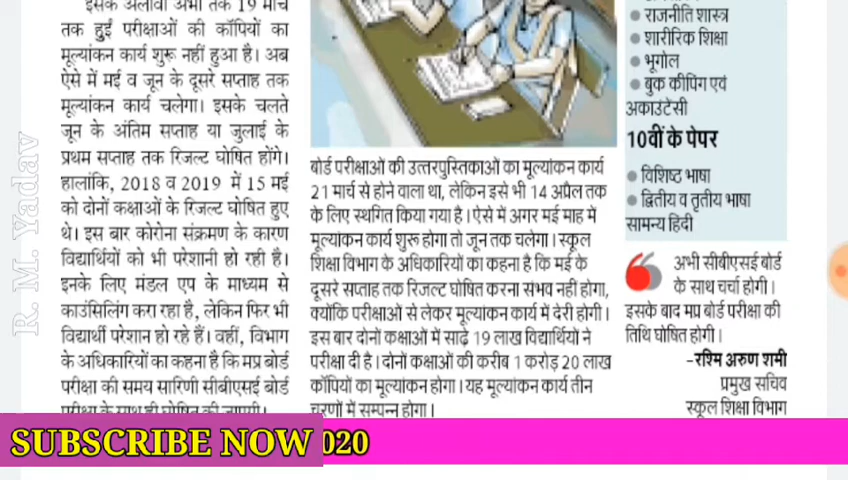 इसके अलावा अभी तक 19 मार्च
तक हुईं परीक्षाओं की कॉपियों का
मूल्यांकन कार्य शुरू नहीं हुआ है। अब
ऐसे में मई व जून के दूसरे सप्ताह तक
मूल्यांकन कार्य चलेगा। इसके चलते
जून के अंतिम सप्ताह या जुलाई के
प्रथम सप्ताह तक रिजल्ट घोषित होंगे।
हालांकि, 2018 व 2019 में 15 मई
को दोनों कक्षाओं के रिजल्ट घोषित हुए
थे। इस बार कोरोना संक्रमण के कारण
विद्यार्थियों को भी परेशानी हो रही है।
इनके लिए मंडल एप के माध्यम से
काउंसिलिंग करा रहा है, लेकिन फिर भी
विद्यार्थी परेशान हो रहे हैं। वहीं, विभाग
के अधिकारियों का कहना है कि मप्र बोर्ड
परीक्षा की समय सारिणी सीबीएसई बोर्ड
परीक्षा के साथ ही घोषित की जाएगी।
बोर्ड परीक्षाओं की उत्तरपुस्तिकाओं का मूल्यांकन कार्य
21 मार्च से होने वाला था, लेकिन इसे भी 14 अप्रैल तक
के लिए स्थगित किया गया है। ऐसे में अगर मई माह में
मूल्यांकन कार्य शुरू होगा तो जून तक चलेगा। स्कूल
शिक्षा विभाग के अधिकारियों का कहना है कि मई के
दूसरे सप्ताह तक रिजल्ट घोषित करना संभव नहीं होगा,
क्योंकि परीक्षाओं से लेकर मूल्यांकन कार्य में देरी होगी।
इस बार दोनों कक्षाओं में साढ़े 19 लाख विद्यार्थियों ने
परीक्षा दी है। दोनों कक्षाओं की करीब 1 करोड़ 20 लाख
कॉपियों का मूल्यांकन होगा। यह मूल्यांकन कार्य तीन
चरणों में सम्पन्न होगा।
राजनीति शास्त्र
शारीरिक शिक्षा
भूगोल
बुक कीपिंग एवं
अकाउंटेंसी
10वीं के पेपर
विशिष्ट भाषा
द्वितीय व तृतीय भाषा
सामन्य हिदी
अभी सीबीएसई बोर्ड
के साथ चर्चा होगी।
इसके बाद मप्र बोर्ड परीक्षा की
तिथि घोषित होगी।
-रश्मि अरुण शमी
प्रमुख सचिव
स्कूल शिक्षा विभाग
R. M. Yadav
SUBSCRIBE NOW 020